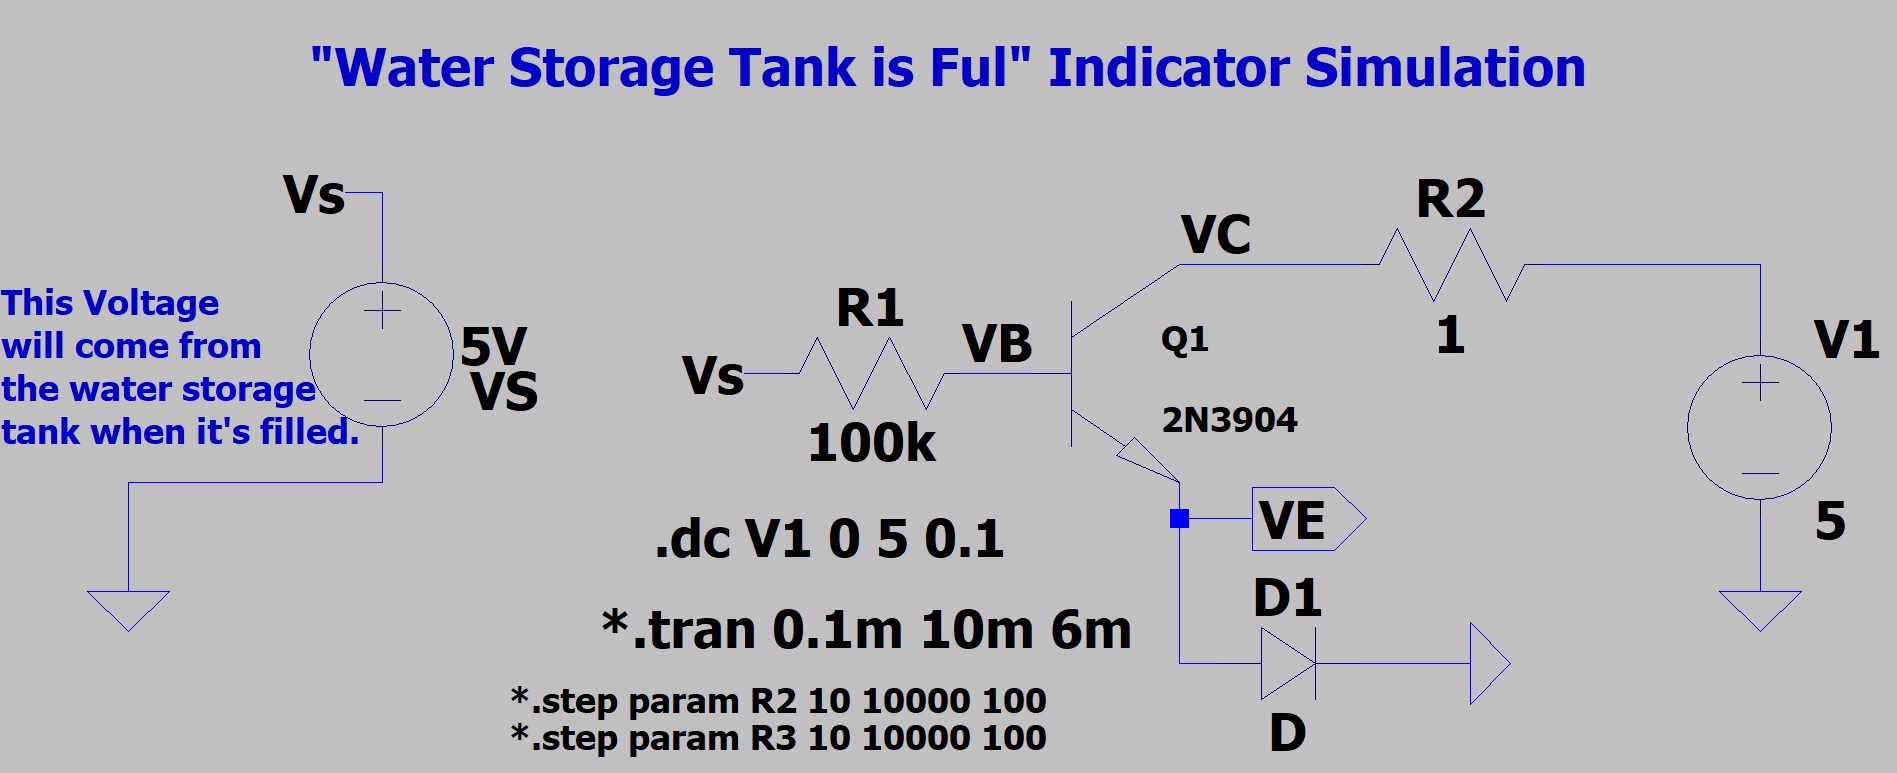 "Water Storage Tank is Ful" Indicator Simulation
Vs
This Voltage
will come from
the water storage
tank when it's filled.
5V
VS
Vs
R1
100k
VB
VC
Q1
2N3904
R2
1
V1
5
VE
D1
D
.dc V1 0 5 0.1
*.tran 0.1m 10m 6m
*.step param R2 10 10000 100
*.step param R3 10 10000 100